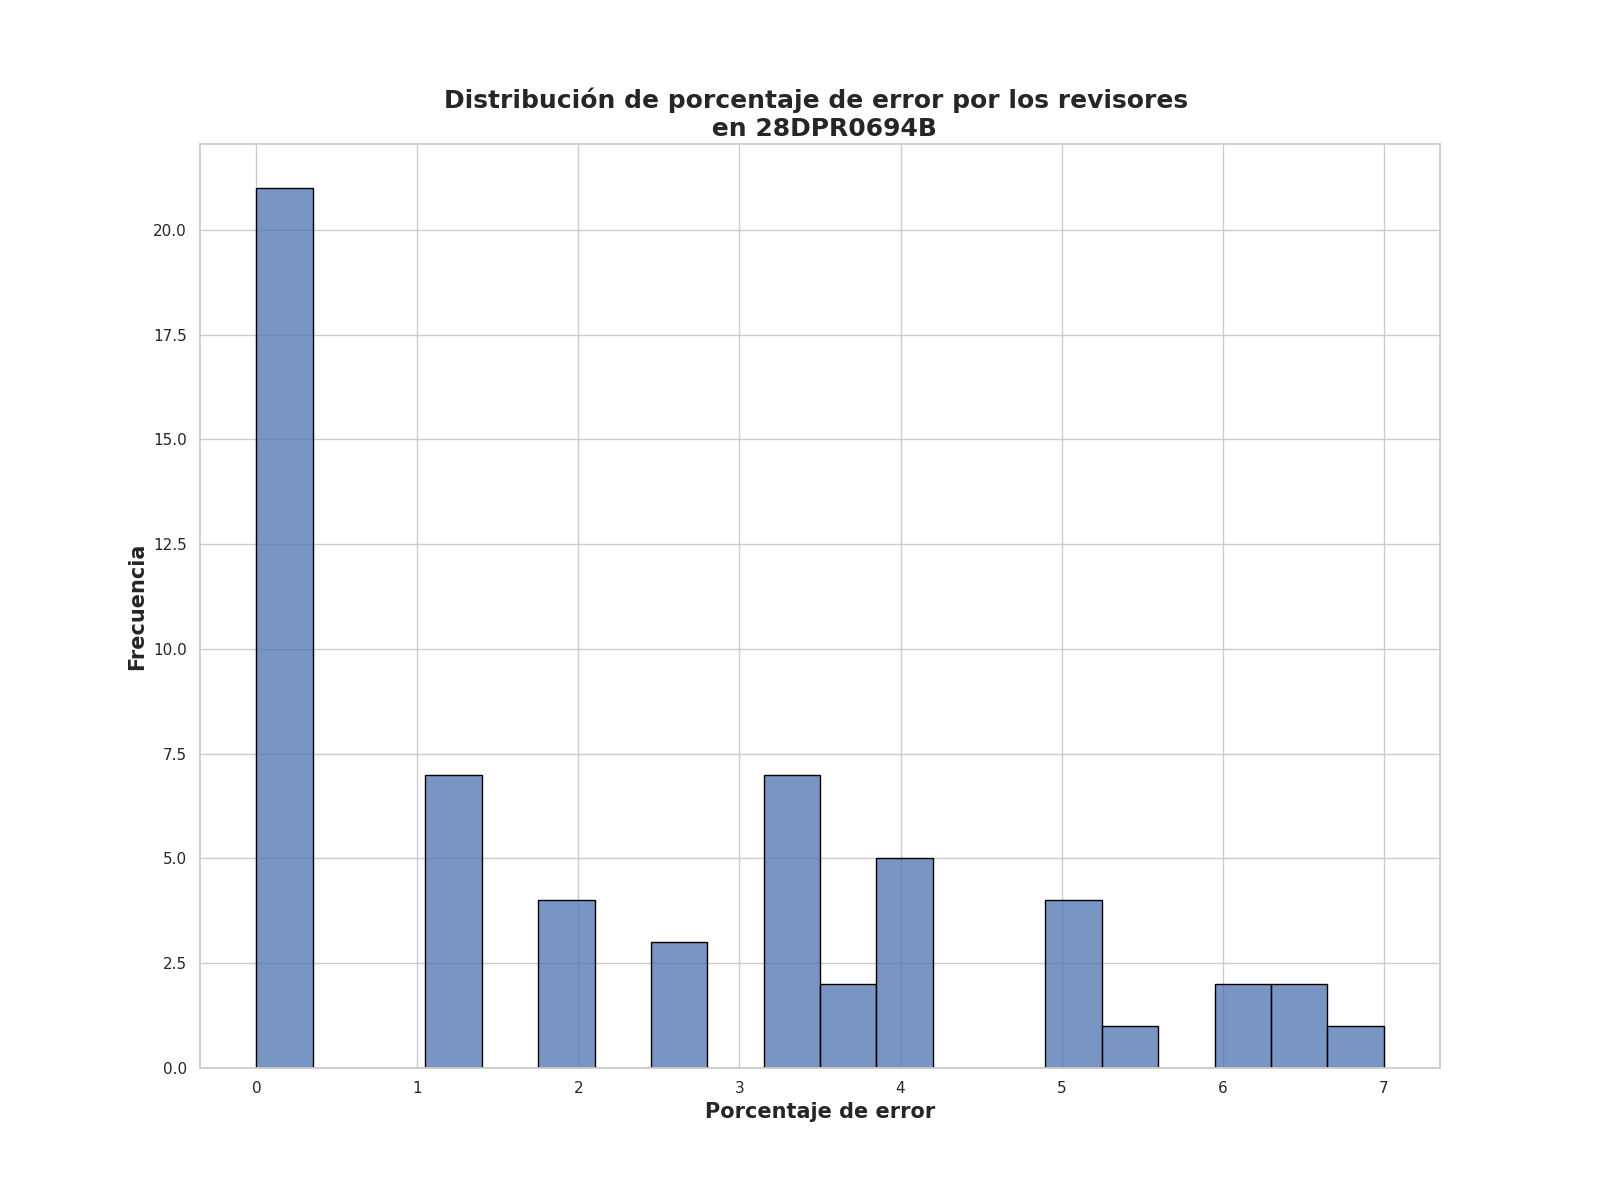 Distribución de porcentaje de error por los revisores
en 28DPR0694B
Frecuencia
20.0
17.5
15.0
12.5
10.0
7.5
5.0
2.5
0.0
0 1 2 3 4 5 6 7
Porcentaje de error